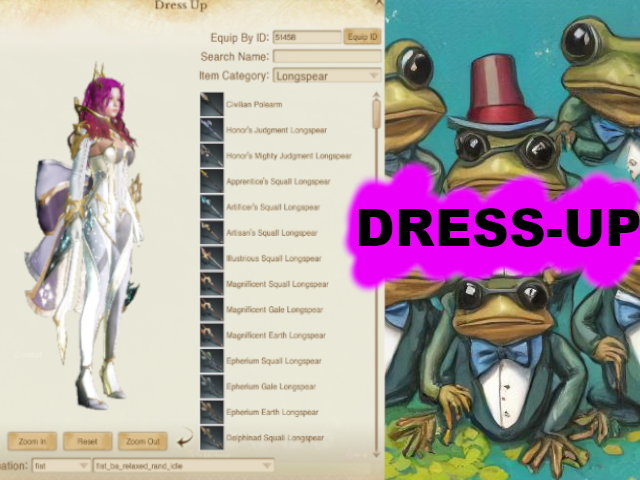 Dress Up
Equip By ID: 51458 Equip ID
Search Name:
Item Category: Longspear
Civilian Polearm
Honor's Judgment Longspear
Honor's Mighty Judgment Longspear
Apprentice's Squall Longspear
Artificer's Squall Longspear
Artisan's Squall Longspear
Illustrious Squall Longspear
Magnificent Squall Longspear
Magnificent Gale Longspear
Magnificent Earth Longspear
Epherium Squall Longspear
Epherium Gale Longspear
Epherium Earth Longspear
Delphinad Squall Longspear
Zoom In Reset Zoom Out
uation: fist fist_ba_relaxed_rand_idle
DRESS-UP